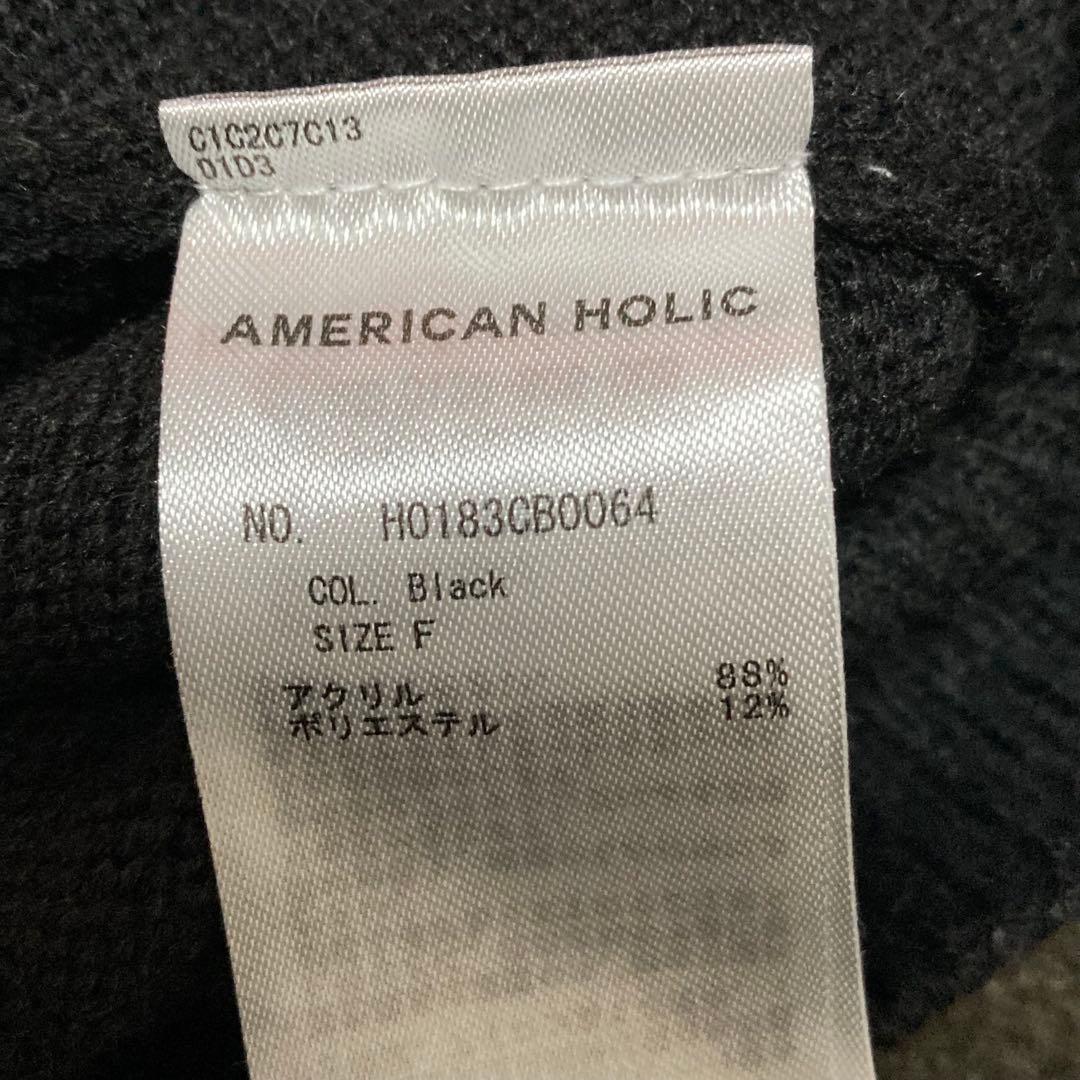 C1C2C7C13
D1D3
AMERICAN HOLIC
NO. H0183CB0064
COL. Black
SIZE F
アクリル 88%
ポリエステル 12%